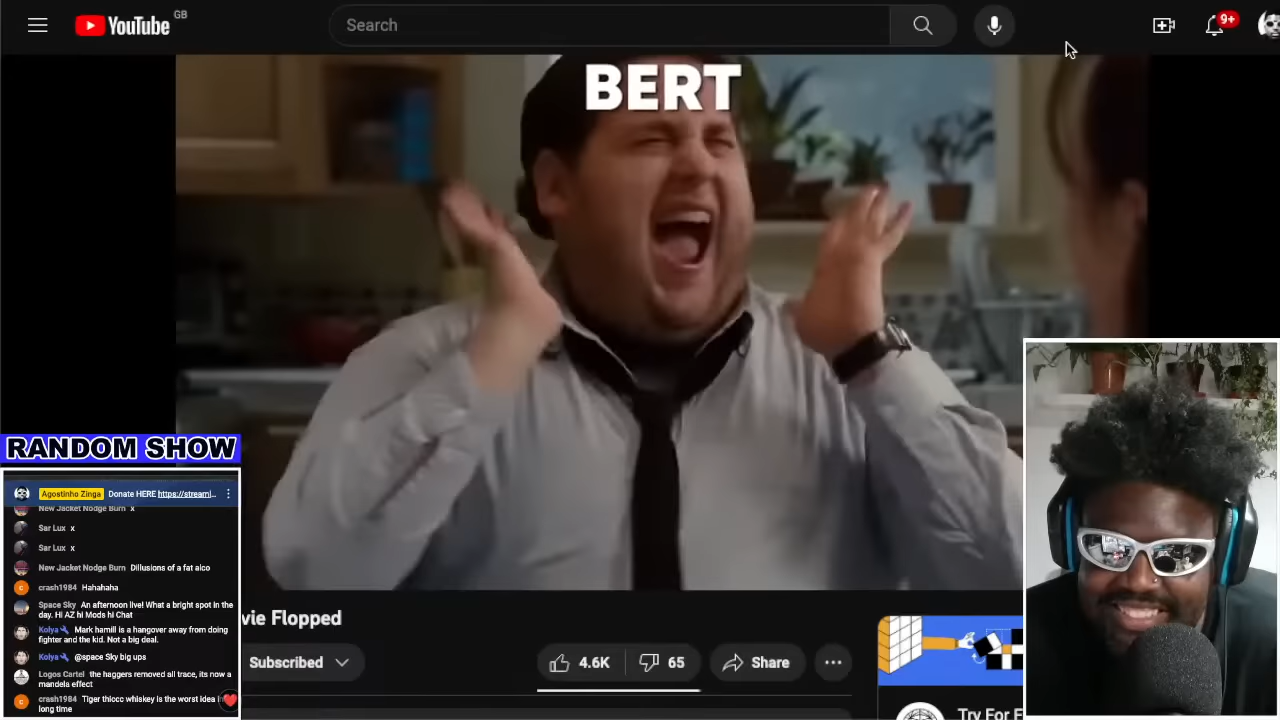 YouTube GB
Search
9+
BERT
RANDOM SHOW
Agostinho Zinga Donate HERE https://streaml...
New Jacket Nodge Burn x
Sar Lux x
Sar Lux x
New Jacket Nodge Burn Dillusions of a fat alco
c crash1984 Hahahaha
Space Sky An afternoon live! What a bright spot in the
day. Hi AZ hi Mods hi Chat
Kolya Mark hamill is a hangover away from doing
fighter and the kid. Not a big deal.
Kolya @space Sky big ups
Logos Cartel the haggers removed all trace, its now a
mandela effect
c crash1984 Tiger thiocc whiskey is the worst idea
long time
vie Flopped
Subscribed
4.6K
65
Share
Try For F